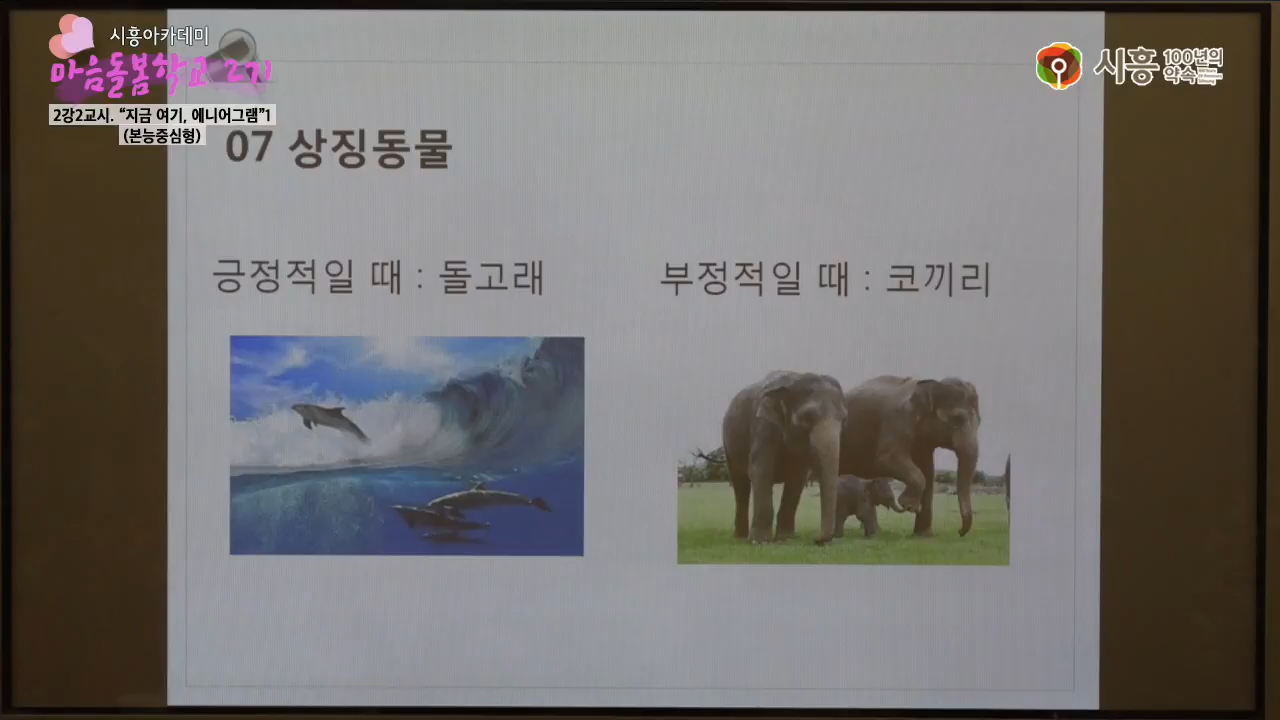 시흥아카데미
마음돌봄학교 2기
2강2교시. “지금 여기, 애니어그램”1
(본능중심형)
시흥 100년의
약속
07 상징동물
긍정적일 때 : 돌고래
부정적일 때 : 코끼리